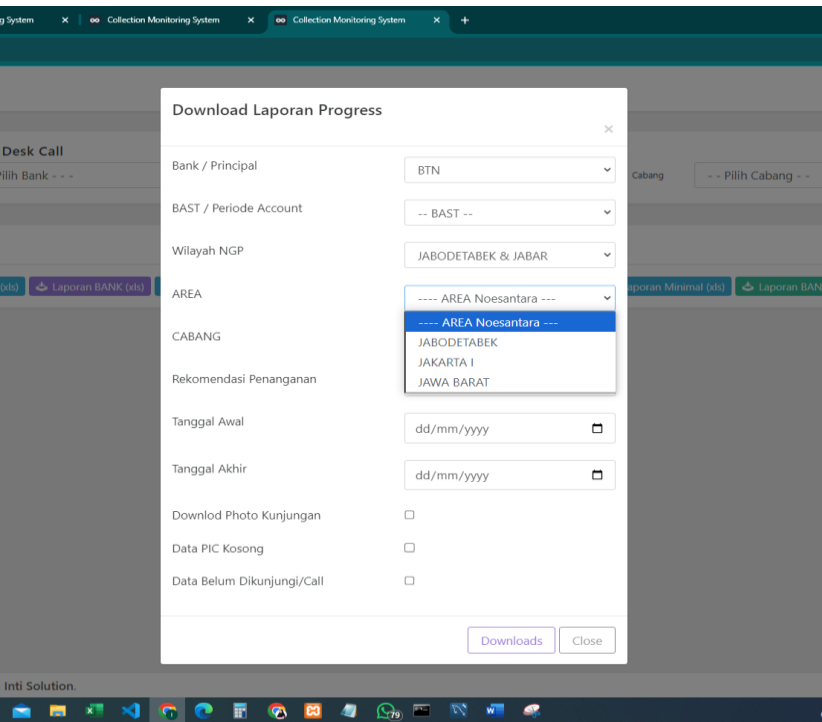 g System
Collection Monitoring System
Collection Monitoring System
Download Laporan Progress
Desk Call
Pilih Bank - - -
Cabang
- - Pilih Cabang - -
(xls)
Laporan BANK (xls)
aporan Minimal (xls)
Laporan BAN
Bank / Principal
BTN
BAST / Periode Account
-- BAST --
Wilayah NGP
JABODETABEK & JABAR
AREA
---- AREA Noesantara ---
---- AREA Noesantara ---
JABODETABEK
JAKARTA I
JAWA BARAT
CABANG
Rekomendasi Penanganan
Tanggal Awal
dd/mm/yyyy
Tanggal Akhir
dd/mm/yyyy
Downlod Photo Kunjungan
Data PIC Kosong
Data Belum Dikunjungi/Call
Downloads
Close
Inti Solution.
79